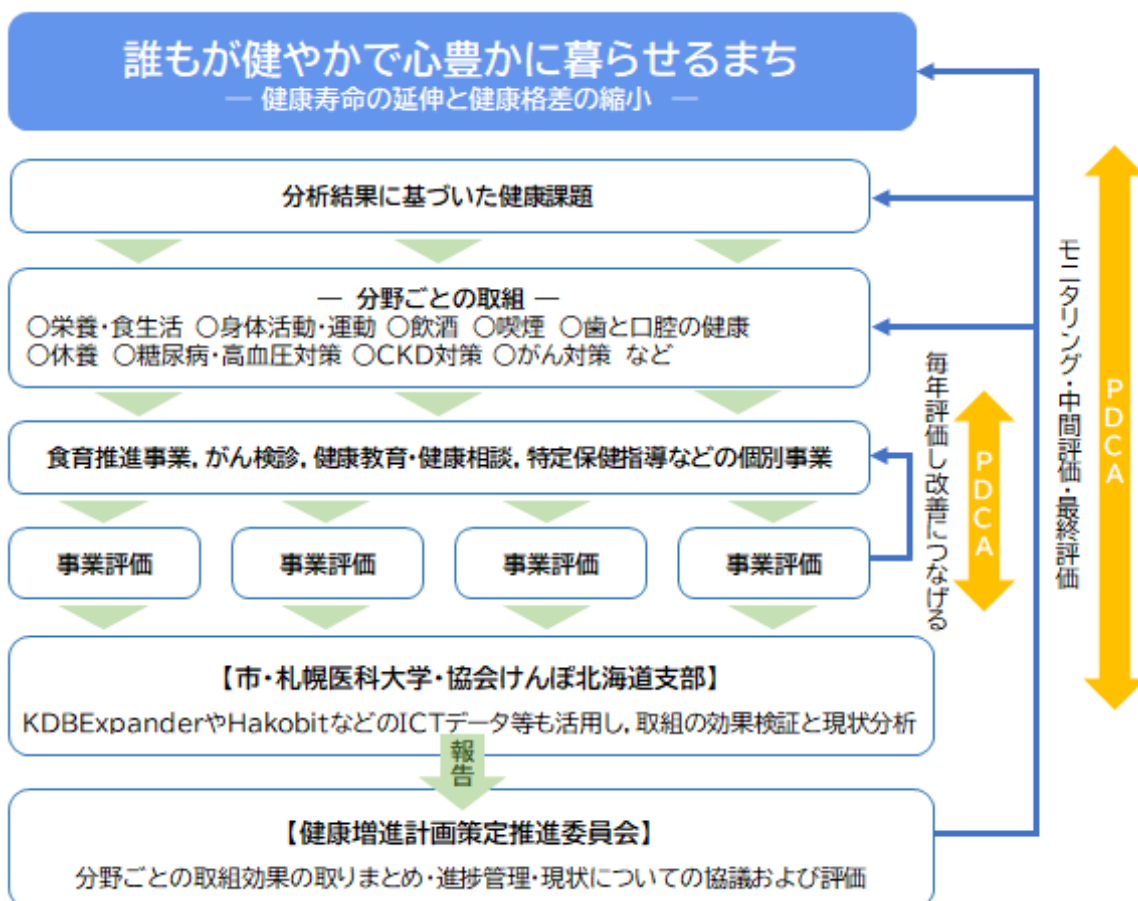 誰もが健やかで心豊かに暮らせるまち
― 健康寿命の延伸と健康格差の縮小 ―
分析結果に基づいた健康課題
― 分野ごとの取組 ―
〇栄養・食生活 〇身体活動・運動 〇飲酒 〇喫煙 〇歯と口腔の健康
〇休養 〇糖尿病・高血圧対策 〇CKD対策 〇がん対策 など
食育推進事業，がん検診，健康教育・健康相談，特定保健指導などの個別事業
事業評価
事業評価
事業評価
事業評価
毎年評価し改善につなげる
PDCA
モニタリング・中間評価・最終評価
PDCA
【市・札幌医科大学・協会けんぽ北海道支部】
KDBExpanderやHakobitなどのICTデータ等も活用し，取組の効果検証と現状分析
報告
【健康増進計画策定推進委員会】
分野ごとの取組効果の取りまとめ・進捗管理・現状についての協議および評価